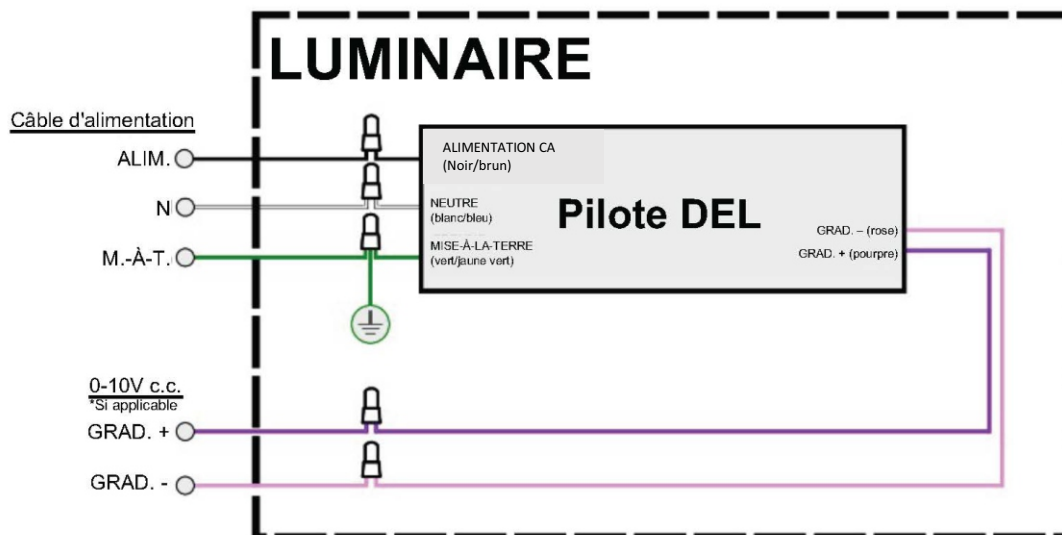 LUMINAIRE
Câble d'alimentation
ALIM.
N
M.-À-T.
ALIMENTATION CA
(Noir/brun)
NEUTRE
(blanc/bleu)
MISE-À-LA-TERRE
(vert/jaune vert)
Pilote DEL
GRAD. – (rose)
GRAD. + (pourpre)
0-10V c.c.
*Si applicable
GRAD. +
GRAD. -